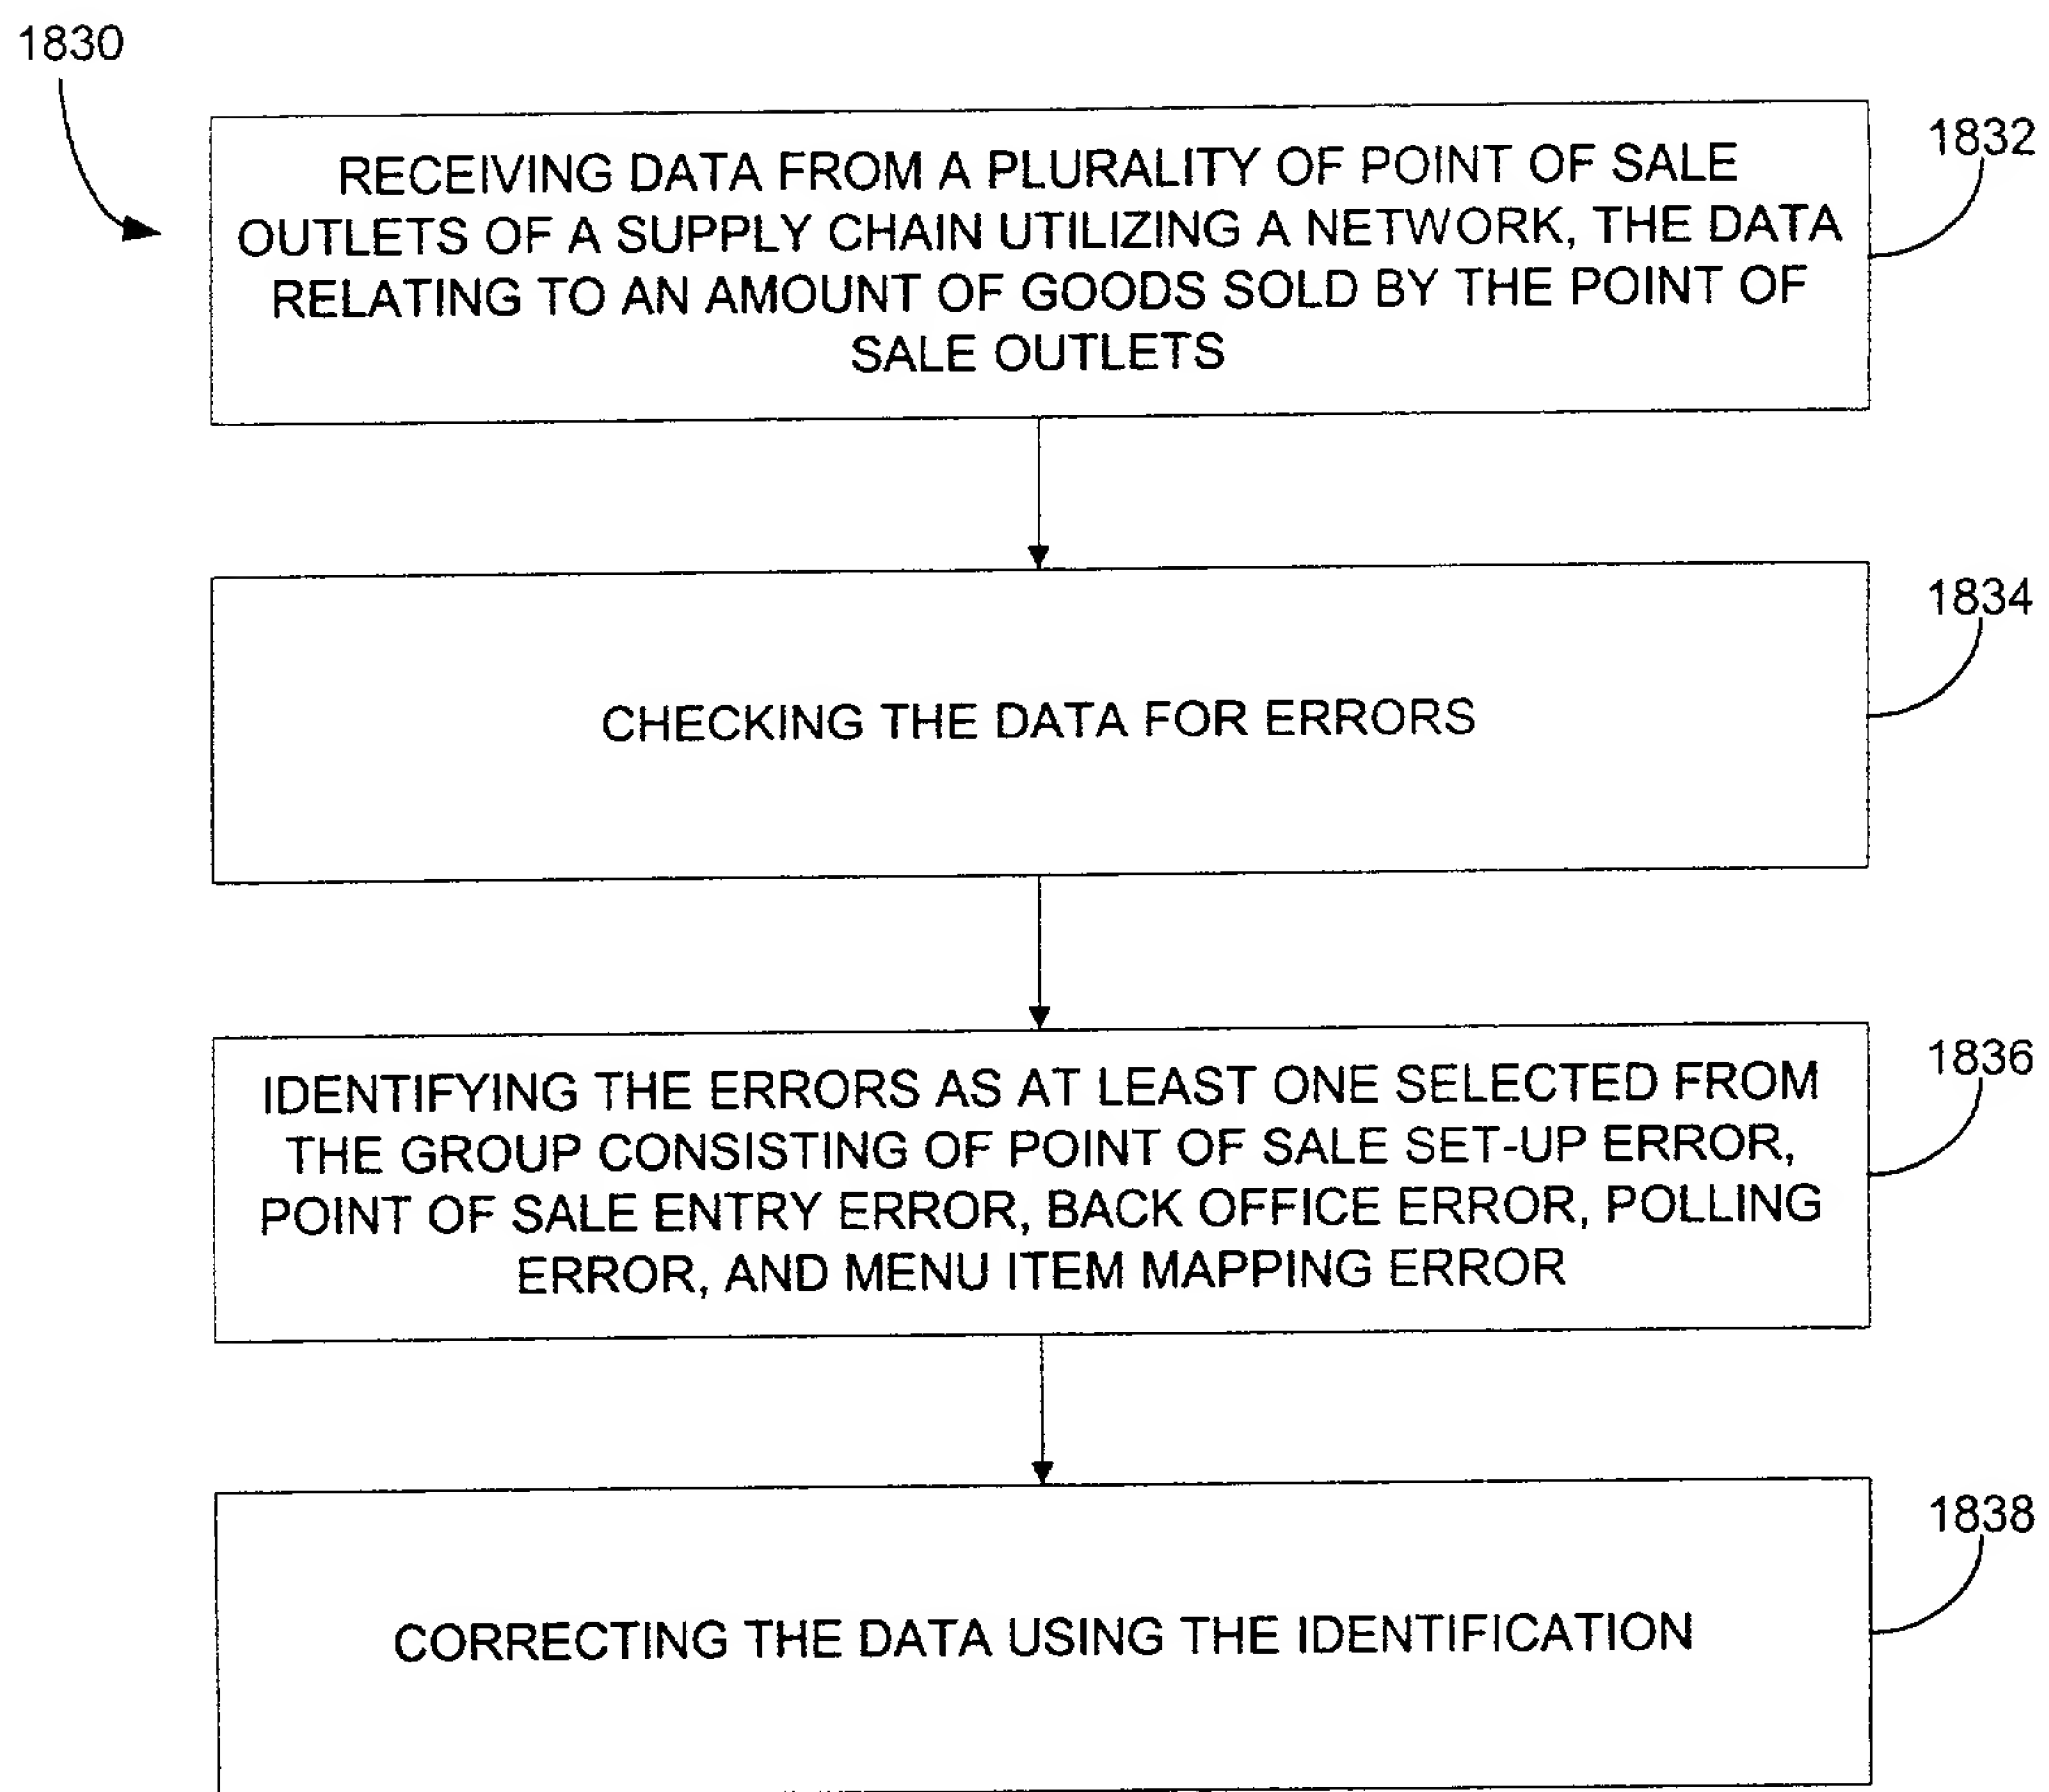 1830
1832
RECEIVING DATA FROM A PLURALITY OF POINT OF SALE
OUTLETS OF A SUPPLY CHAIN UTILIZING A NETWORK, THE DATA
RELATING TO AN AMOUNT OF GOODS SOLD BY THE POINT OF
SALE OUTLETS
1834
CHECKING THE DATA FOR ERRORS
1836
IDENTIFYING THE ERRORS AS AT LEAST ONE SELECTED FROM
THE GROUP CONSISTING OF POINT OF SALE SET-UP ERROR,
POINT OF SALE ENTRY ERROR, BACK OFFICE ERROR, POLLING
ERROR, AND MENU ITEM MAPPING ERROR
1838
CORRECTING THE DATA USING THE IDENTIFICATION